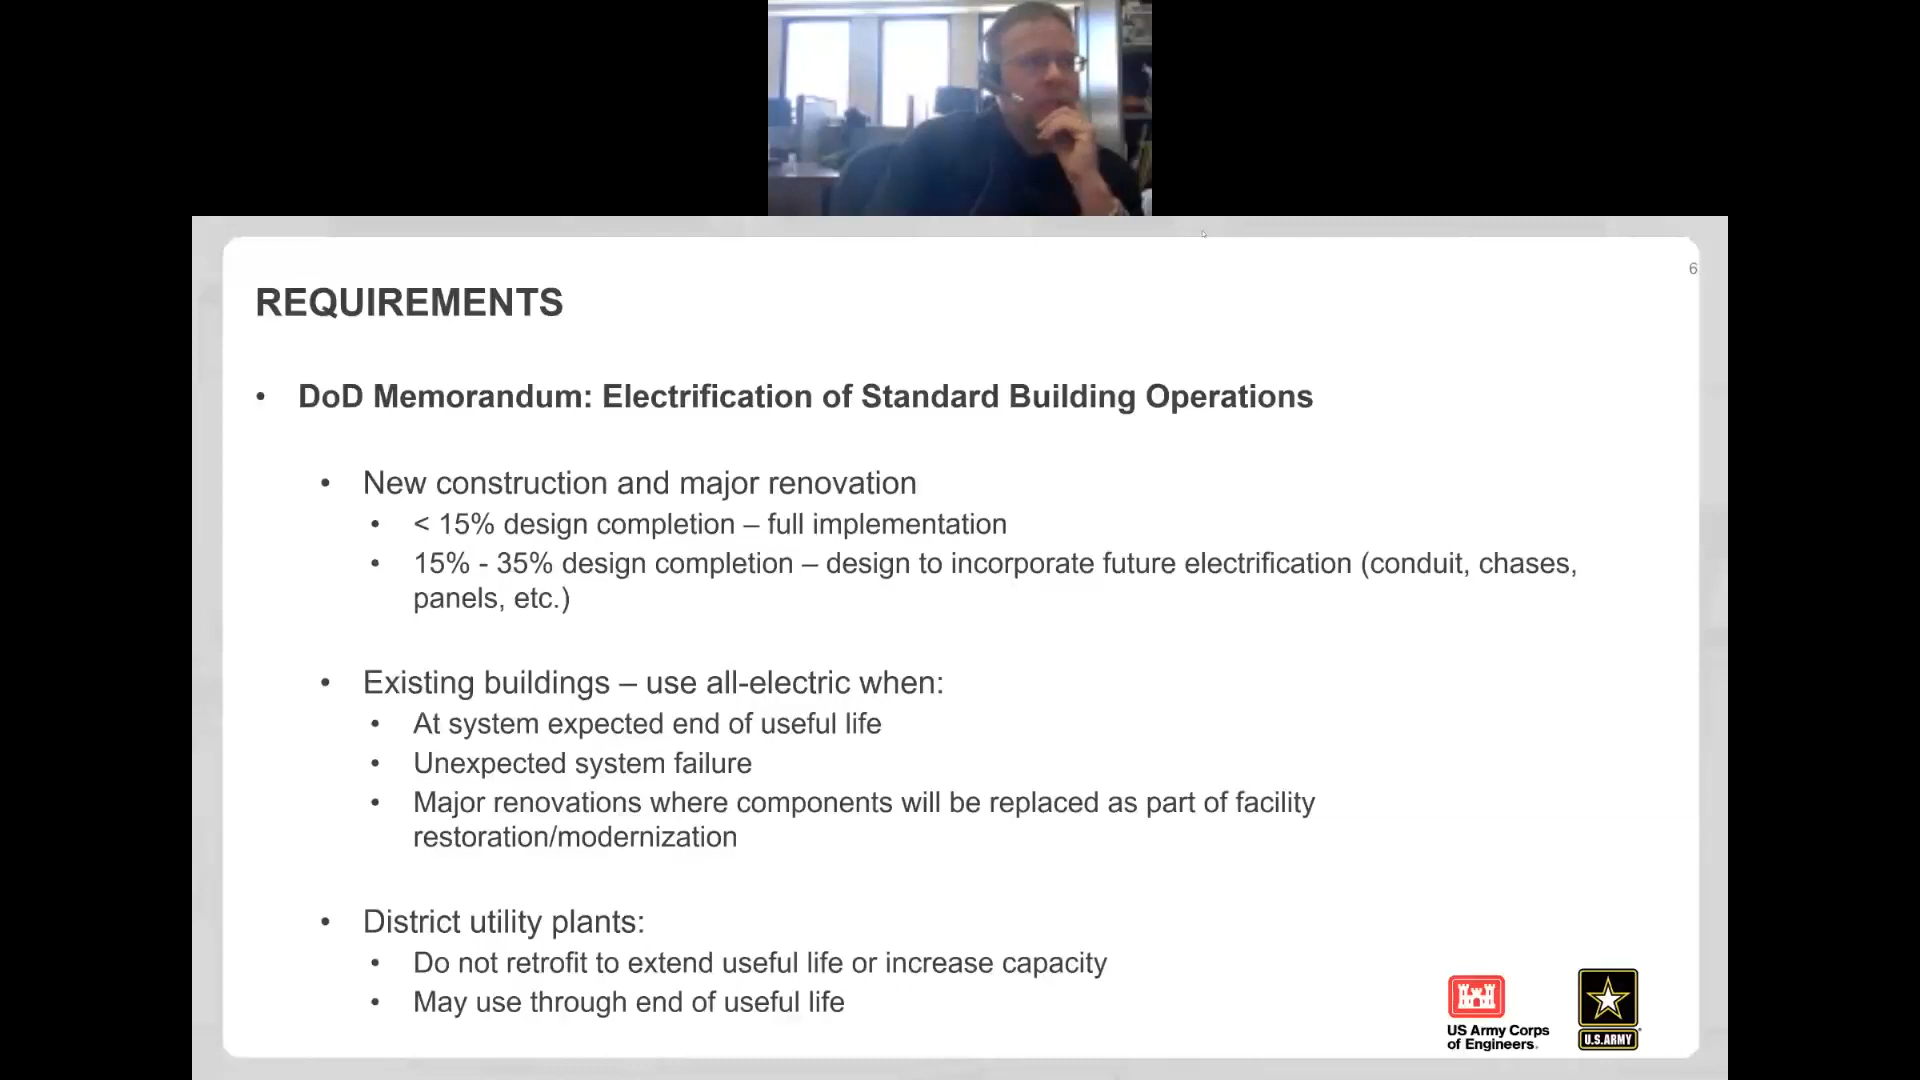 6
REQUIREMENTS
• DoD Memorandum: Electrification of Standard Building Operations
• New construction and major renovation
• < 15% design completion – full implementation
• 15% - 35% design completion – design to incorporate future electrification (conduit, chases,
panels, etc.)
• Existing buildings – use all-electric when:
• At system expected end of useful life
• Unexpected system failure
• Major renovations where components will be replaced as part of facility
restoration/modernization
• District utility plants:
• Do not retrofit to extend useful life or increase capacity
• May use through end of useful life
US Army Corps
of Engineers.
U.S.ARMY